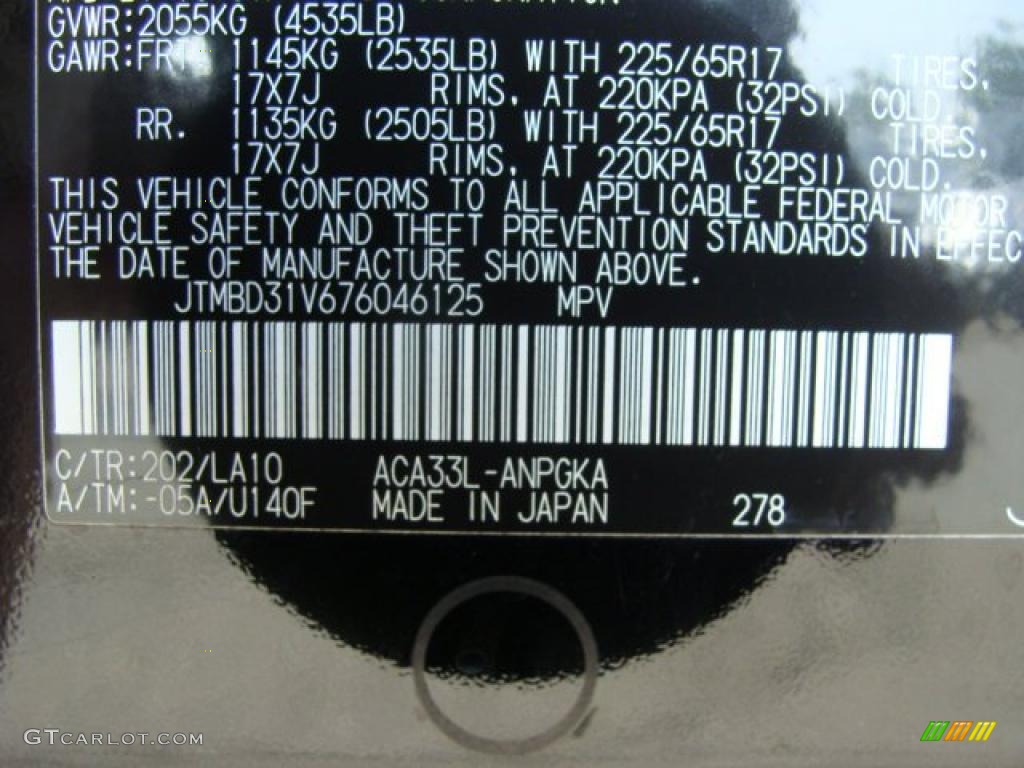 GVWR:2055KG (4535LB)
GAWR:FRT. 1145KG (2535LB) WITH 225/65R17 TIRES,
17X7J RIMS, AT 220KPA (32PSI) COLD.
RR. 1135KG (2505LB) WITH 225/65R17 TIRES,
17X7J RIMS, AT 220KPA (32PSI) COLD.
THIS VEHICLE CONFORMS TO ALL APPLICABLE FEDERAL MOTOR
VEHICLE SAFETY AND THEFT PREVENTION STANDARDS IN EFFEC
THE DATE OF MANUFACTURE SHOWN ABOVE.
JTMBD31V676046125 MPV
C/TR:202/LA10 ACA33L-ANPGKA
A/TM:-05A/U140F MADE IN JAPAN 278
GTCARLOT.COM